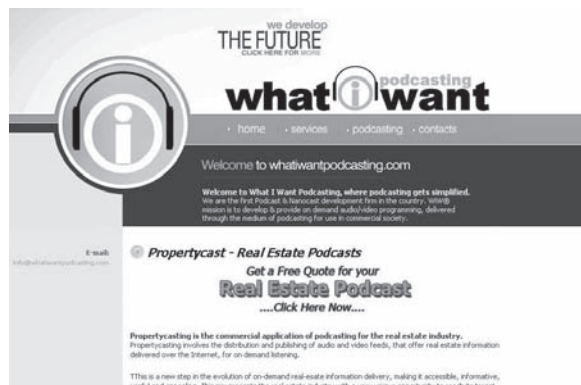 we develop
THE FUTURE
CLICK HERE FOR MORE
podcasting
what i want
i
· home · services · podcasting · contacts
Welcome to whatiwantpodcasting.com
Welcome to What I Want Podcasting, where podcasting gets simplified.
We are the first Podcast & Nanocast development firm in the country. WIW®
mission is to develop & provide on demand audio/video programming, delivered
through the medium of podcasting for use in commercial society.
E-mail:
info@whatiwantpodcasting.com
Propertycast - Real Estate Podcasts
Get a Free Quote for your
Real Estate Podcast
....Click Here Now....
Propertycasting is the commercial application of podcasting for the real estate industry.
Propertycasting involves the distribution and publishing of audio and video feeds, that offer real estate information
delivered over the Internet, for on demand listening.
TThis is a new step in the evolution of on-demand real-esate information delivery, making it accessible, informative,